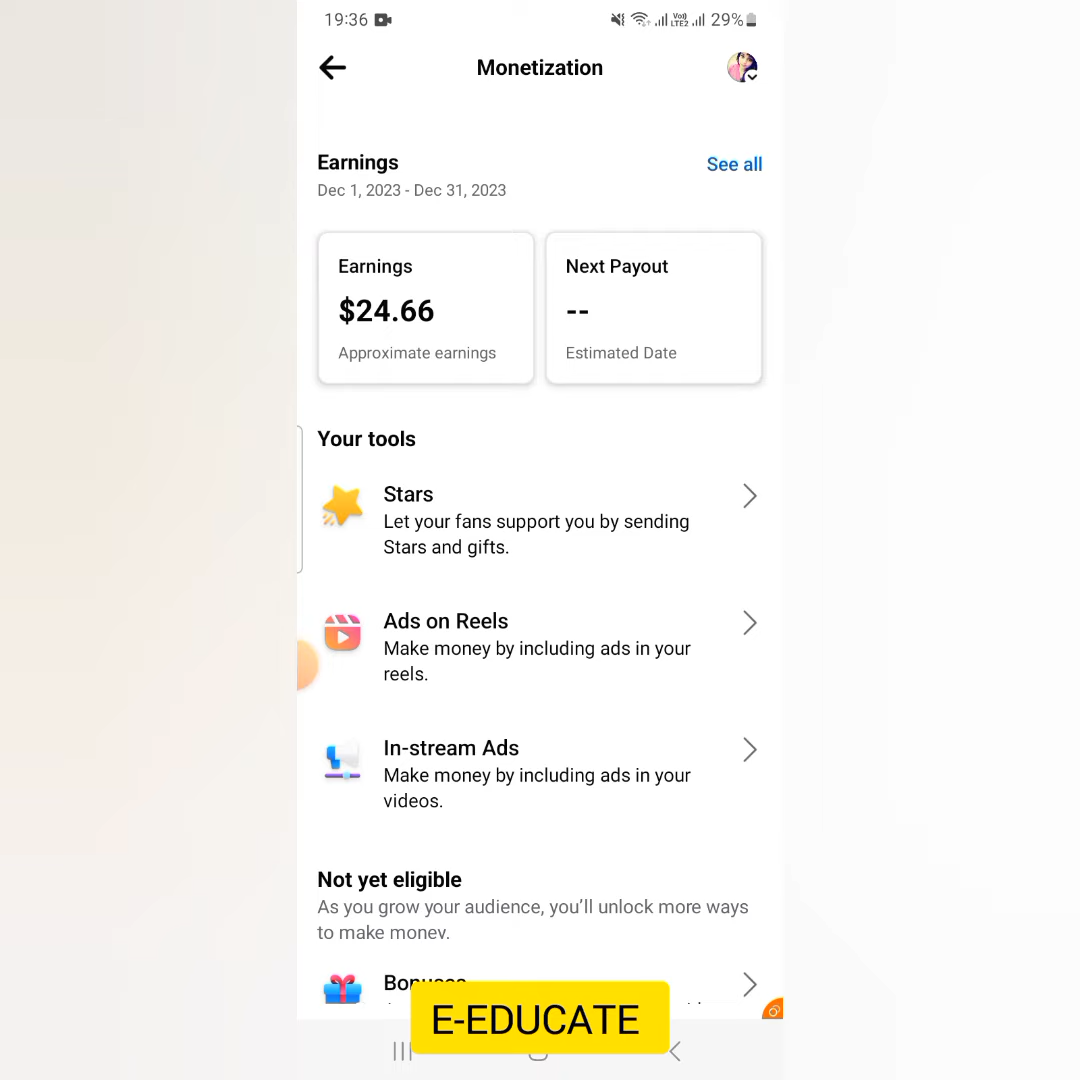 19:36
Vo)) LTE2 29%
Monetization
Earnings
See all
Dec 1, 2023 - Dec 31, 2023
Earnings
$24.66
Approximate earnings
Next Payout
--
Estimated Date
Your tools
Stars
Let your fans support you by sending
Stars and gifts.
Ads on Reels
Make money by including ads in your
reels.
In-stream Ads
Make money by including ads in your
videos.
Not yet eligible
As you grow your audience, you’ll unlock more ways
to make money.
Bonuses
E-EDUCATE